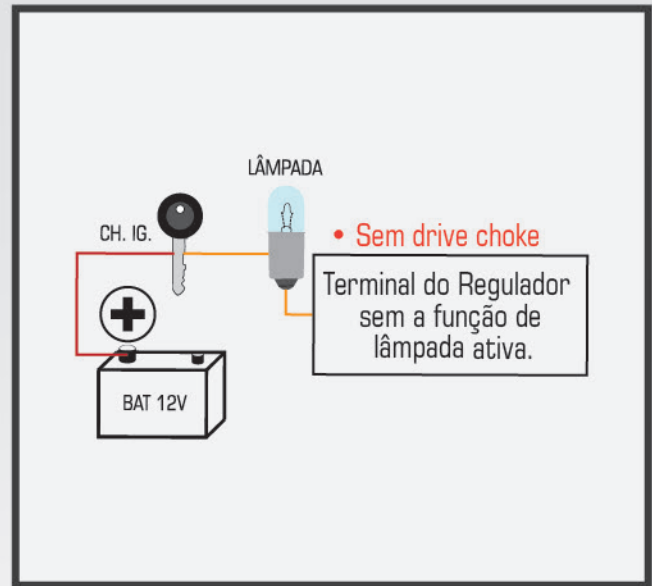 LÂMPADA
CH. IG.
• Sem drive choke
Terminal do Regulador
sem a função de
lâmpada ativa.
+
BAT 12V